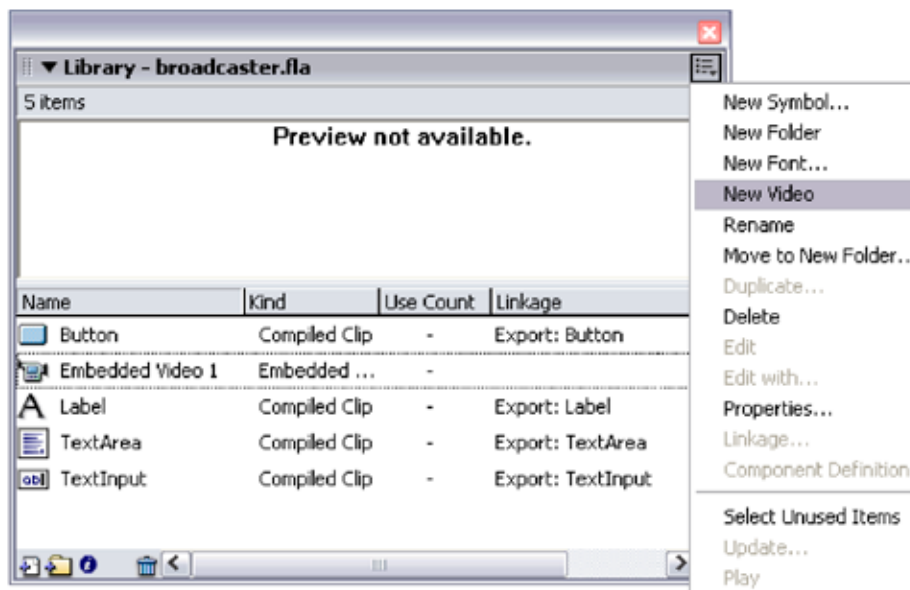 Library - broadcaster.fla
5 items
Preview not available.
Name Kind Use Count Linkage
Button Compiled Clip - Export: Button
Embedded Video 1 Embedded ... -
A Label Compiled Clip - Export: Label
TextArea Compiled Clip - Export: TextArea
abl TextInput Compiled Clip - Export: TextInput
New Symbol...
New Folder
New Font...
New Video
Rename
Move to New Folder..
Duplicate...
Delete
Edit
Edit with...
Properties...
Linkage...
Component Definition
Select Unused Items
Update...
Play